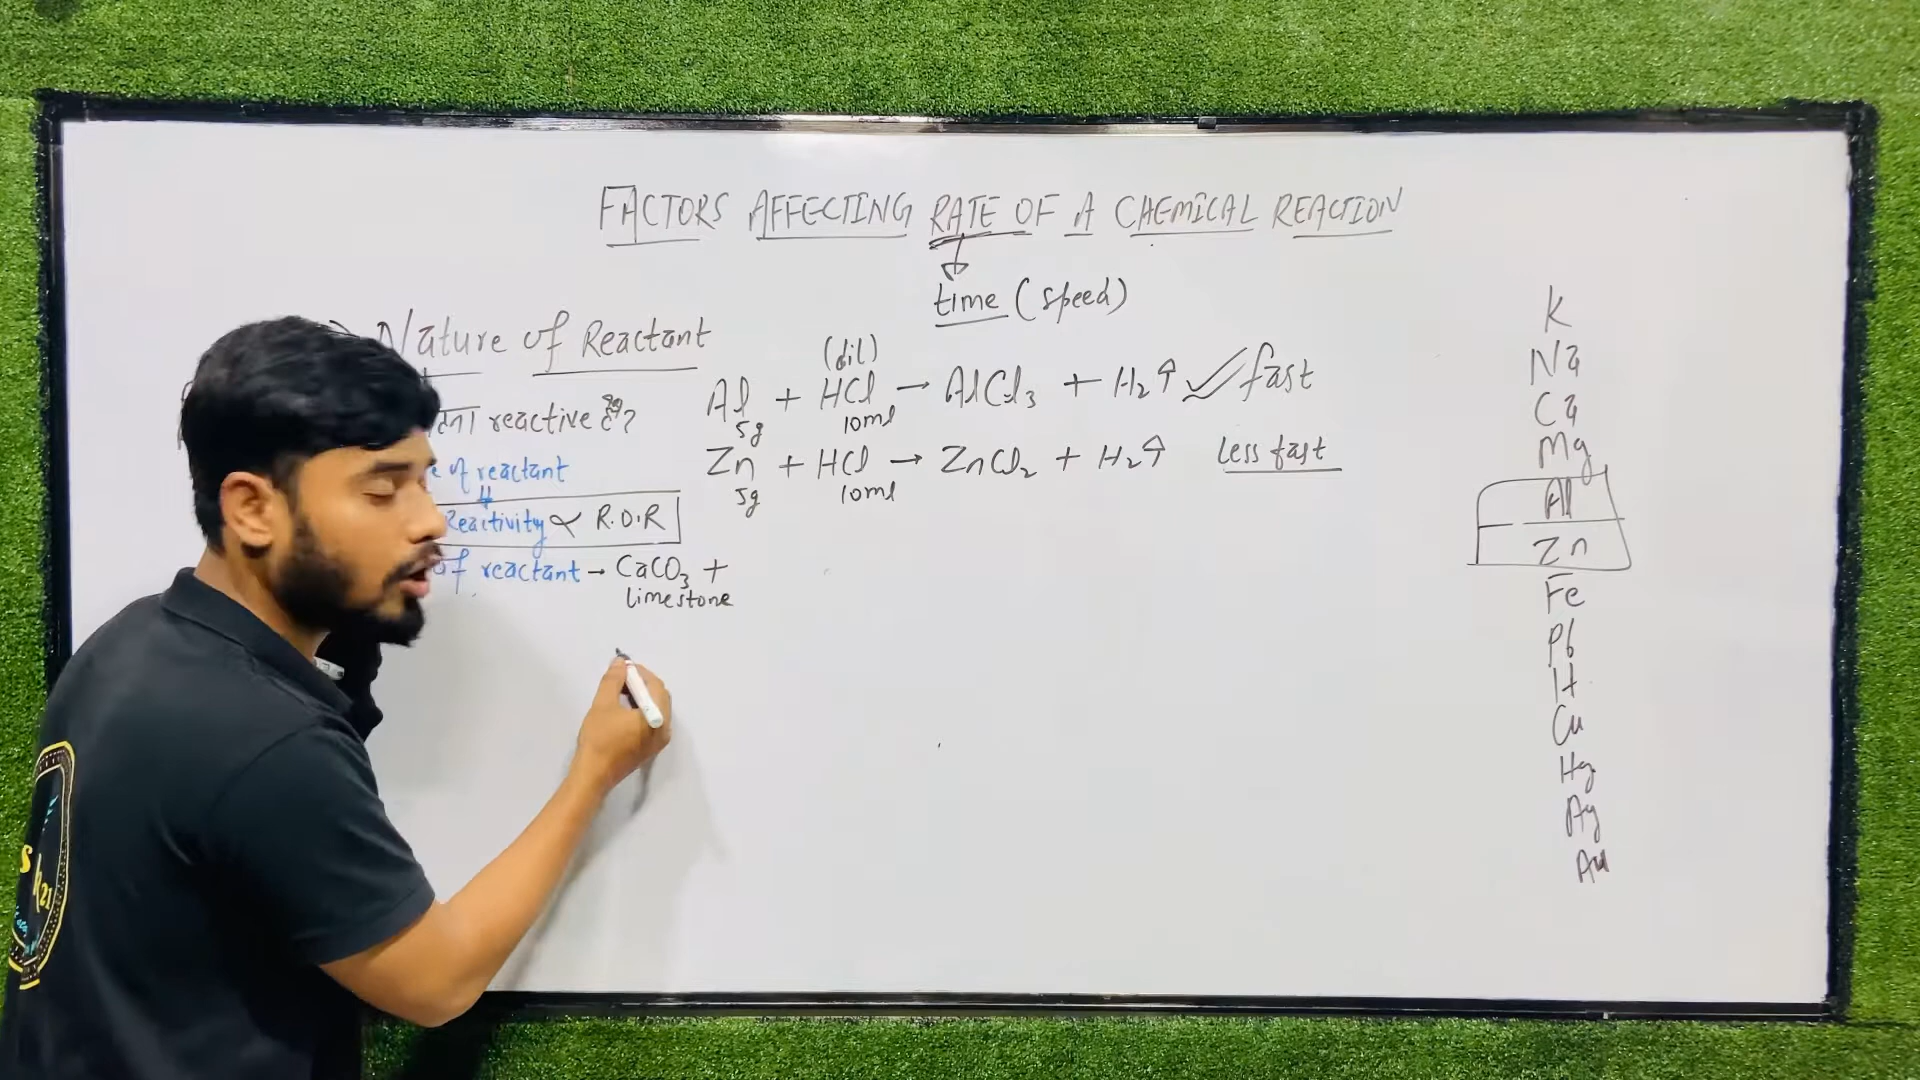 FACTORS AFFECTING RATE OF A CHEMICAL REACTION
time (speed)
Nature of Reactant
(dil)
Al + HCl → AlCl3 + H2↑ ✓ fast
5g 10ml
reactive है?
Zn + HCl → ZnCl2 + H2↑ Less fast
5g 10ml
of reactant
Reactivity ∝ R.O.R
of reactant → CaCO3 +
limestone
K
Na
Ca
Mg
Al
Zn
Fe
Pb
H
Cu
Hg
Ag
Au